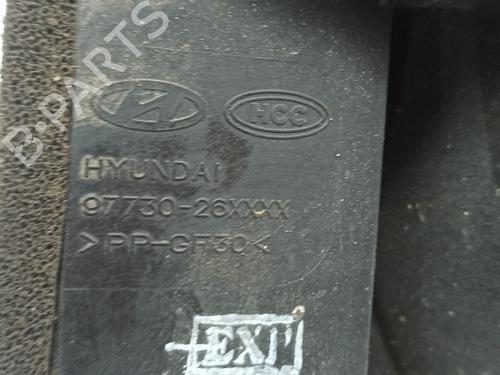 B-PARTS
HCC
HYUNDAI
97730-26XXXX
>PP-GF30<
EXP